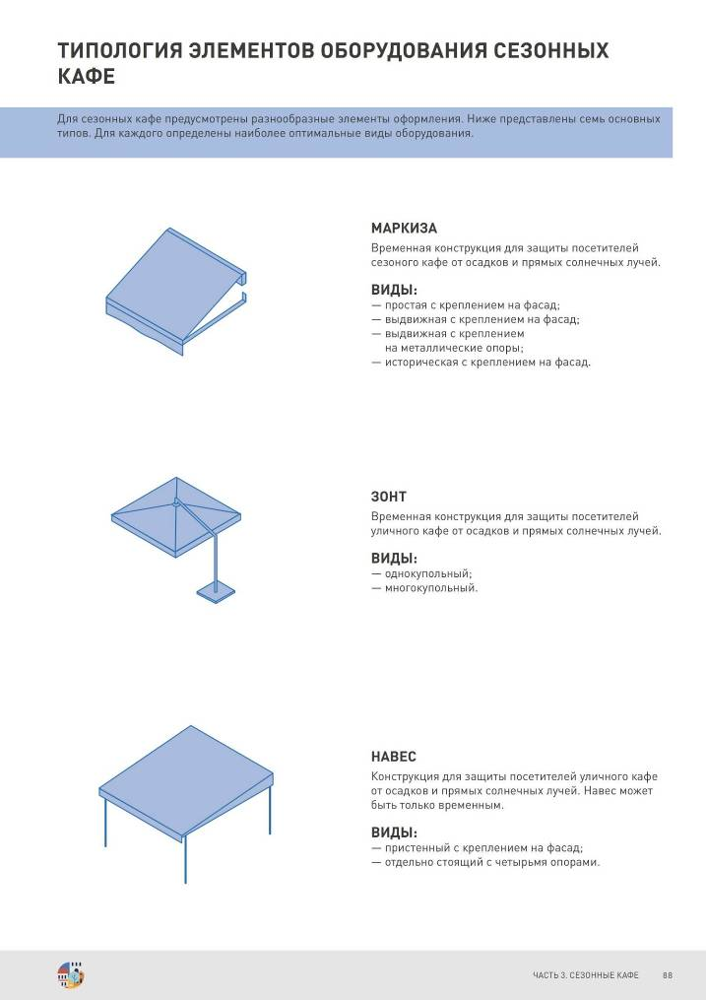 ТИПОЛОГИЯ ЭЛЕМЕНТОВ ОБОРУДОВАНИЯ СЕЗОННЫХ
КАФЕ
Для сезонных кафе предусмотрены разнообразные элементы оформления. Ниже представлены семь основных
типов. Для каждого определены наиболее оптимальные виды оборудования.
МАРКИЗА
Временная конструкция для защиты посетителей
сезоного кафе от осадков и прямых солнечных лучей.
ВИДЫ:
— простая с креплением на фасад;
— выдвижная с креплением на фасад;
— выдвижная с креплением
на металлические опоры;
— историческая с креплением на фасад.
ЗОНТ
Временная конструкция для защиты посетителей
уличного кафе от осадков и прямых солнечных лучей.
ВИДЫ:
— однокупольный;
— многокупольный.
НАВЕС
Конструкция для защиты посетителей уличного кафе
от осадков и прямых солнечных лучей. Навес может
быть только временным.
ВИДЫ:
— пристенный с креплением на фасад;
— отдельно стоящий с четырьмя опорами.
ЧАСТЬ 3. СЕЗОННЫЕ КАФЕ 88